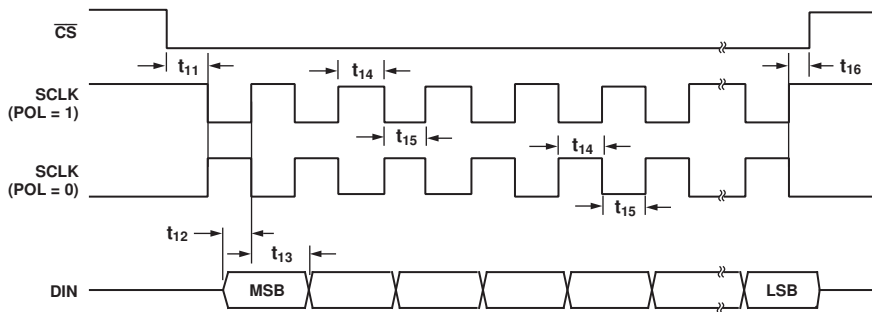 CS
t11
t14
t16
SCLK
(POL = 1)
t15
t14
SCLK
(POL = 0)
t15
t12
t13
DIN
MSB
LSB